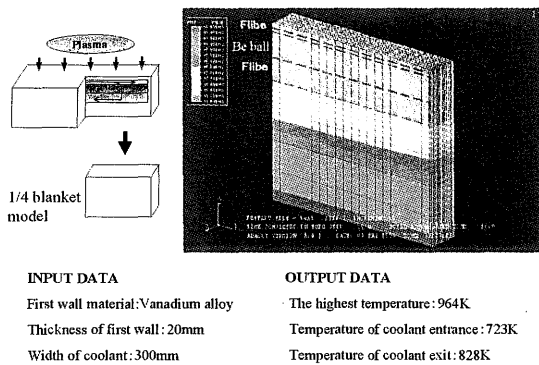 Plasma
1/4 blanket
model
Flibe
Be ball
Flibe
INPUT DATA
First wall material:Vanadium alloy
Thickness of first wall:20mm
Width of coolant:300mm
OUTPUT DATA
The highest temperature:964K
Temperature of coolant entrance:723K
Temperature of coolant exit:828K